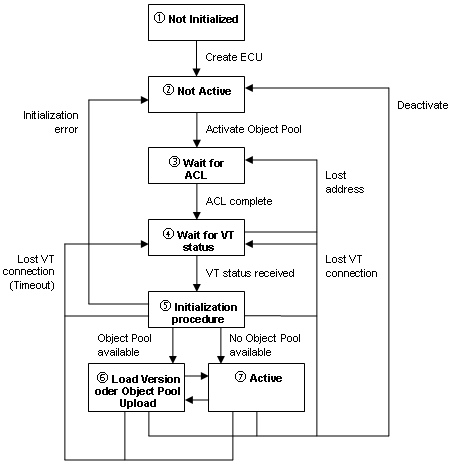 ① Not Initialized
Create ECU
② Not Active
Initialization
error
Deactivate
Activate Object Pool
③ Wait for
ACL
Lost
address
ACL complete
④ Wait for VT
status
Lost VT
connection
(Timeout)
Lost VT
connection
VT status received
⑤ Initialization
procedure
Object Pool
available
No Object Pool
available
⑥ Load Version
oder Object Pool
Upload
⑦ Active